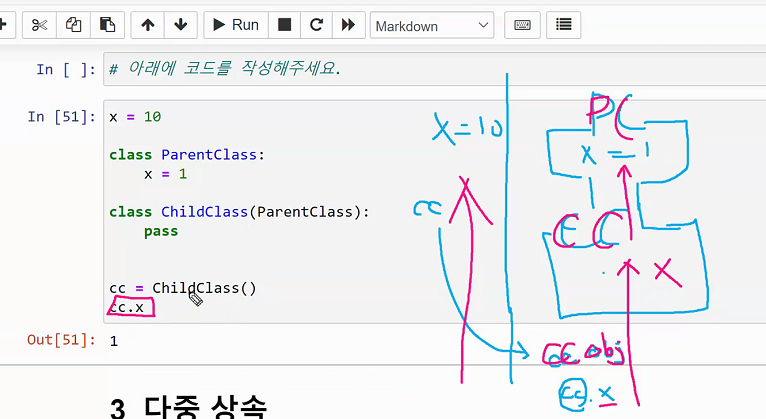 Run
Markdown
In [ ]:
# 아래에 코드를 작성해주세요.
In [51]:
x = 10
class ParentClass:
x = 1
class ChildClass(ParentClass):
pass
cc = ChildClass()
cc.x
Out[51]:
1
3 다중 상속
x=10
PC
x = 1
cc
CC
X
cc obj
cc.x